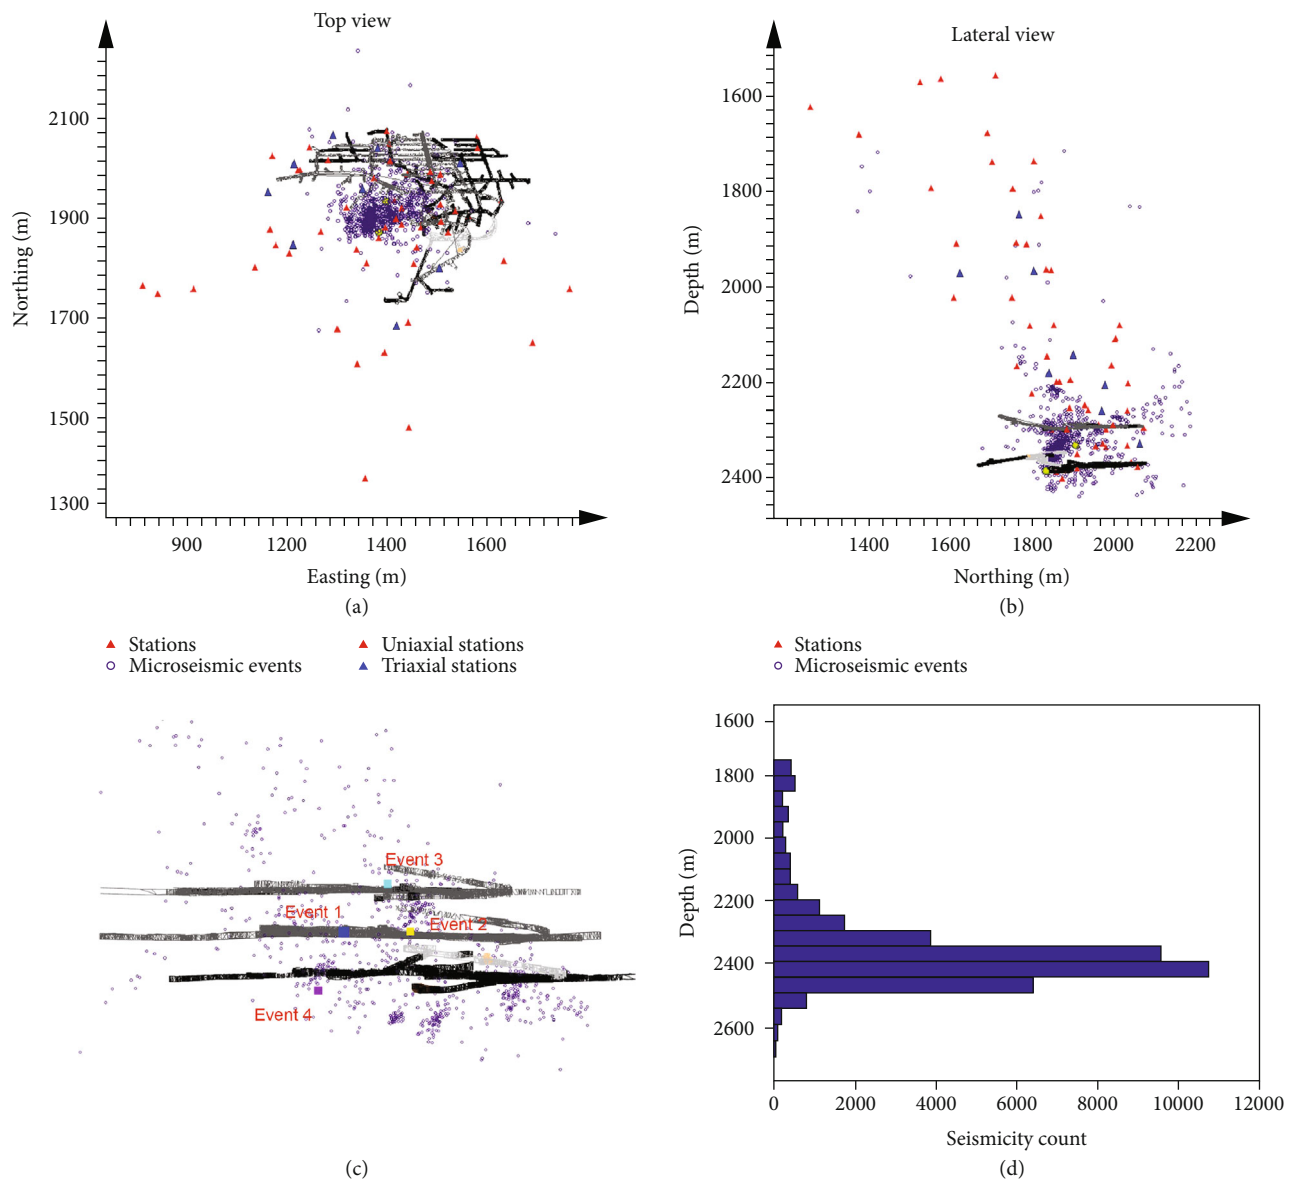 Top view
Northing (m)
2100
1900
1700
1500
1300
900
1200
1400
1600
Easting (m)
(a)
Stations
Microseismic events
Uniaxial stations
Triaxial stations
Lateral view
Depth (m)
1600
1800
2000
2200
2400
1400
1600
1800
2000
2200
Northing (m)
(b)
Stations
Microseismic events
Event 3
Event 1
Event 2
Event 4
(c)
Depth (m)
1600
1800
2000
2200
2400
2600
0
2000
4000
6000
8000
10000
12000
Seismicity count
(d)